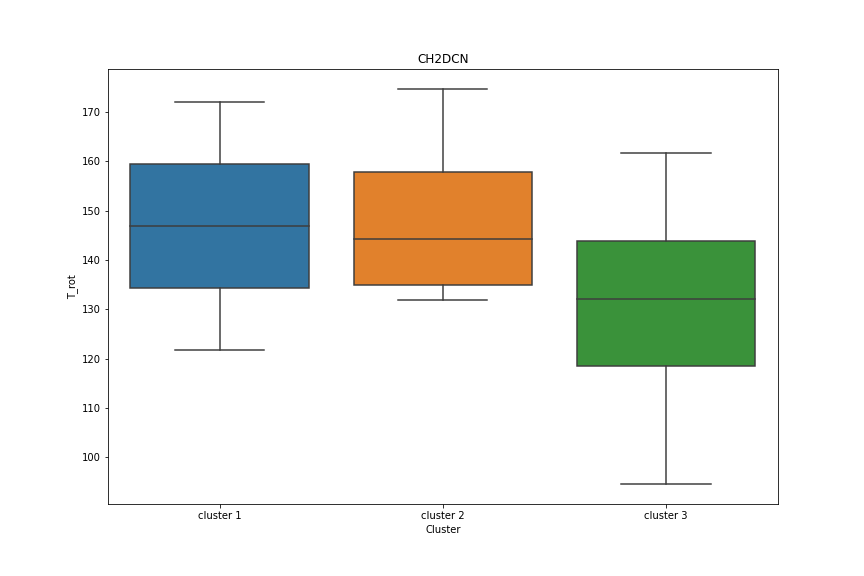 CH2DCN
170
160
150
140
130
120
110
100
T_rot
cluster 1
cluster 2
cluster 3
Cluster